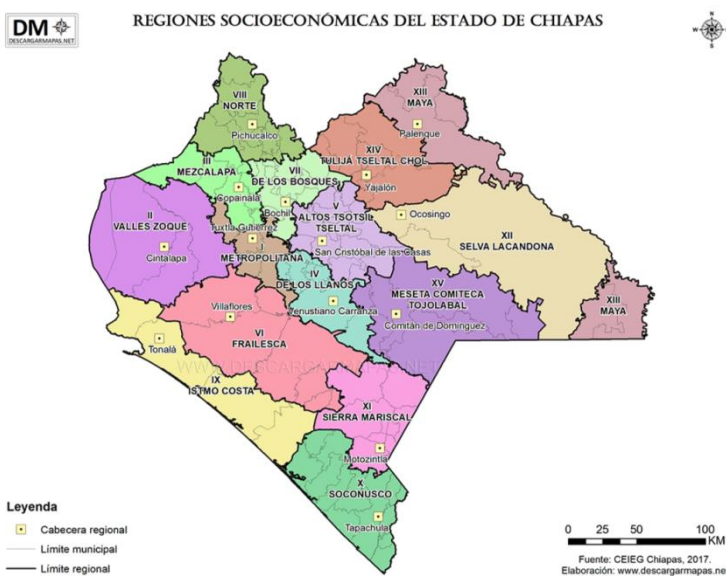 REGIONES SOCIOECONÓMICAS DEL ESTADO DE CHIAPAS
DM
DESCARGARMAPAS.NET
N
W
E
S
VIII
NORTE
Pichucalco
XIII
MAYA
Palenque
XIV
TULIJÁ TSELTAL CHOL
Yajalón
III
MEZCALAPA
Copainalá
VII
DE LOS BOSQUES
Bochil
V
ALTOS TSOTSIL
TSELTAL
San Cristóbal de las Casas
Ocosingo
XII
SELVA LACANDONA
II
VALLES ZOQUE
Cintalapa
Tuxtla Gutiérrez
I
METROPOLITANA
IV
DE LOS LLANOS
Venustiano Carranza
XV
MESETA COMITECA
TOJOLABAL
Comitán de Domínguez
XIII
MAYA
Villaflores
VI
FRAILESCA
Tonalá
WWW.DESCARGARMAPAS.NET
IX
ISTMO COSTA
XI
SIERRA MARISCAL
Motozintla
X
SOCONUSCO
Tapachula
Leyenda
Cabecera regional
Límite municipal
Límite regional
0 25 50 100
KM
Fuente: CEIEG Chiapas, 2017.
Elaboración: www.descargarmapas.ne